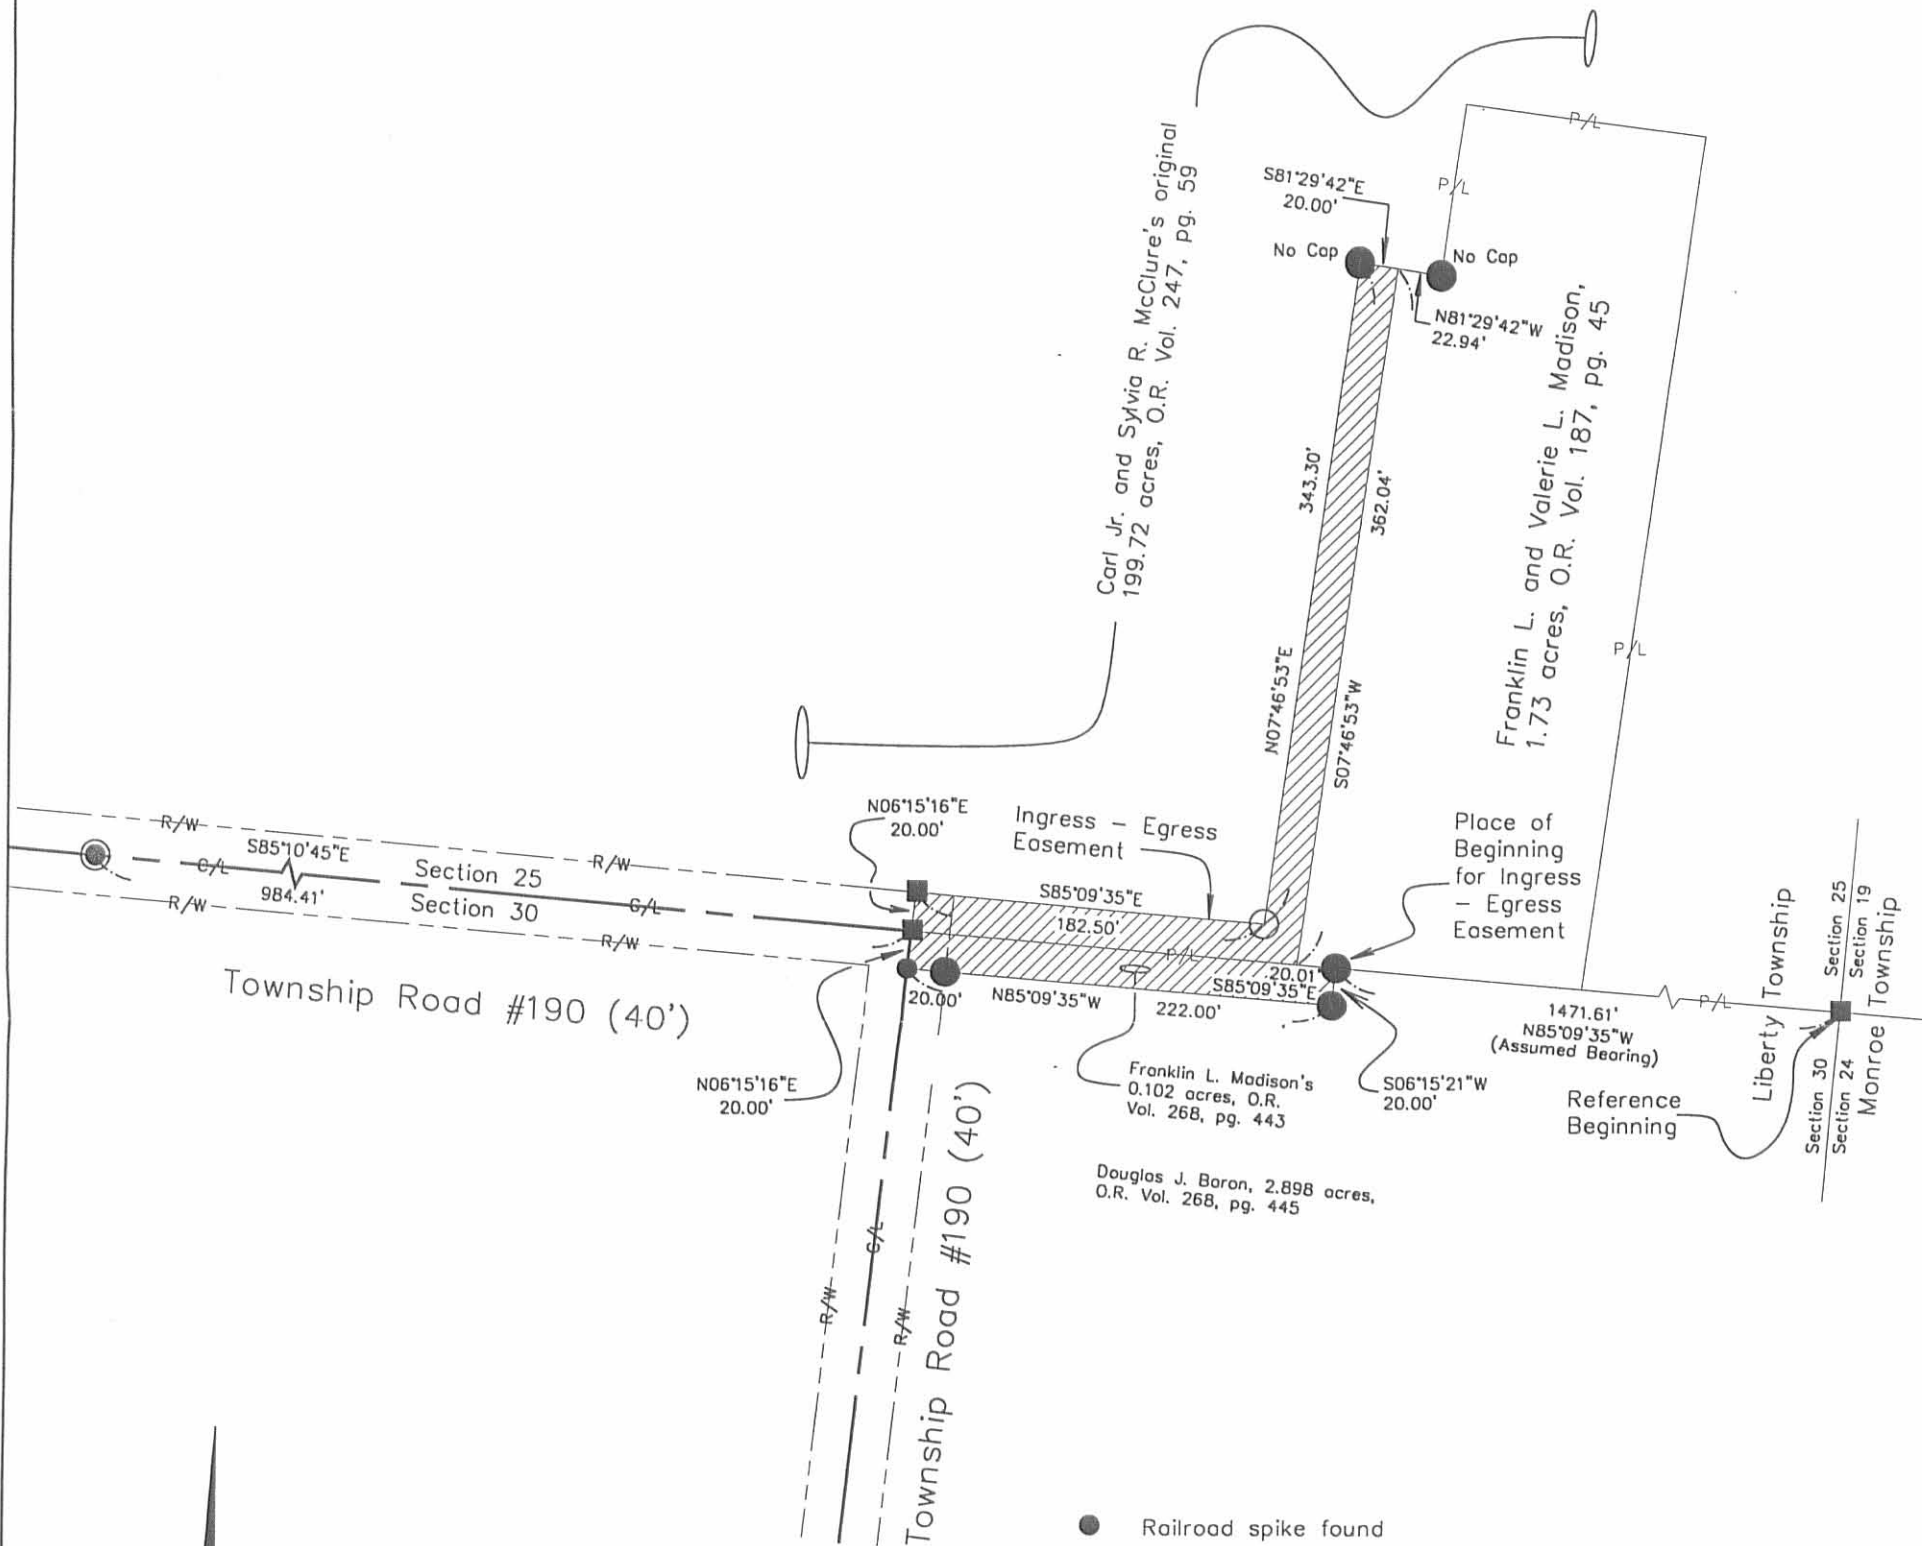 P/L
S81°29'42"E
20.00'
P/L
No Cap
No Cap
N81°29'42"W
22.94'
Carl Jr. and Sylvia R. McClure's original
199.72 acres, O.R. Vol. 247, pg. 59
Franklin L. and Valerie L. Madison,
1.73 acres, O.R. Vol. 187, pg. 45
343.30'
362.04'
N07°46'53"E
S07°46'53"W
P/L
N06°15'16"E
20.00'
Ingress – Egress
Easement
Place of
Beginning
for Ingress
– Egress
Easement
R/W
S85°10'45"E
C/L
984.41'
R/W
Section 25
Section 30
R/W
C/L
R/W
S85°09'35"E
182.50'
P/L
20.01'
S85°09'35"E
20.00'
N85°09'35"W
222.00'
Township Road #190 (40')
1471.61'
N85°09'35"W
(Assumed Bearing)
P/L
Liberty Township
Section 25
Section 19
Monroe Township
Section 30
Section 24
N06°15'16"E
20.00'
Franklin L. Madison's
0.102 acres, O.R.
Vol. 268, pg. 443
S06°15'21"W
20.00'
Reference
Beginning
Douglas J. Baron, 2.898 acres,
O.R. Vol. 268, pg. 445
C/L
R/W
R/W
Township Road #190 (40')
Railroad spike found